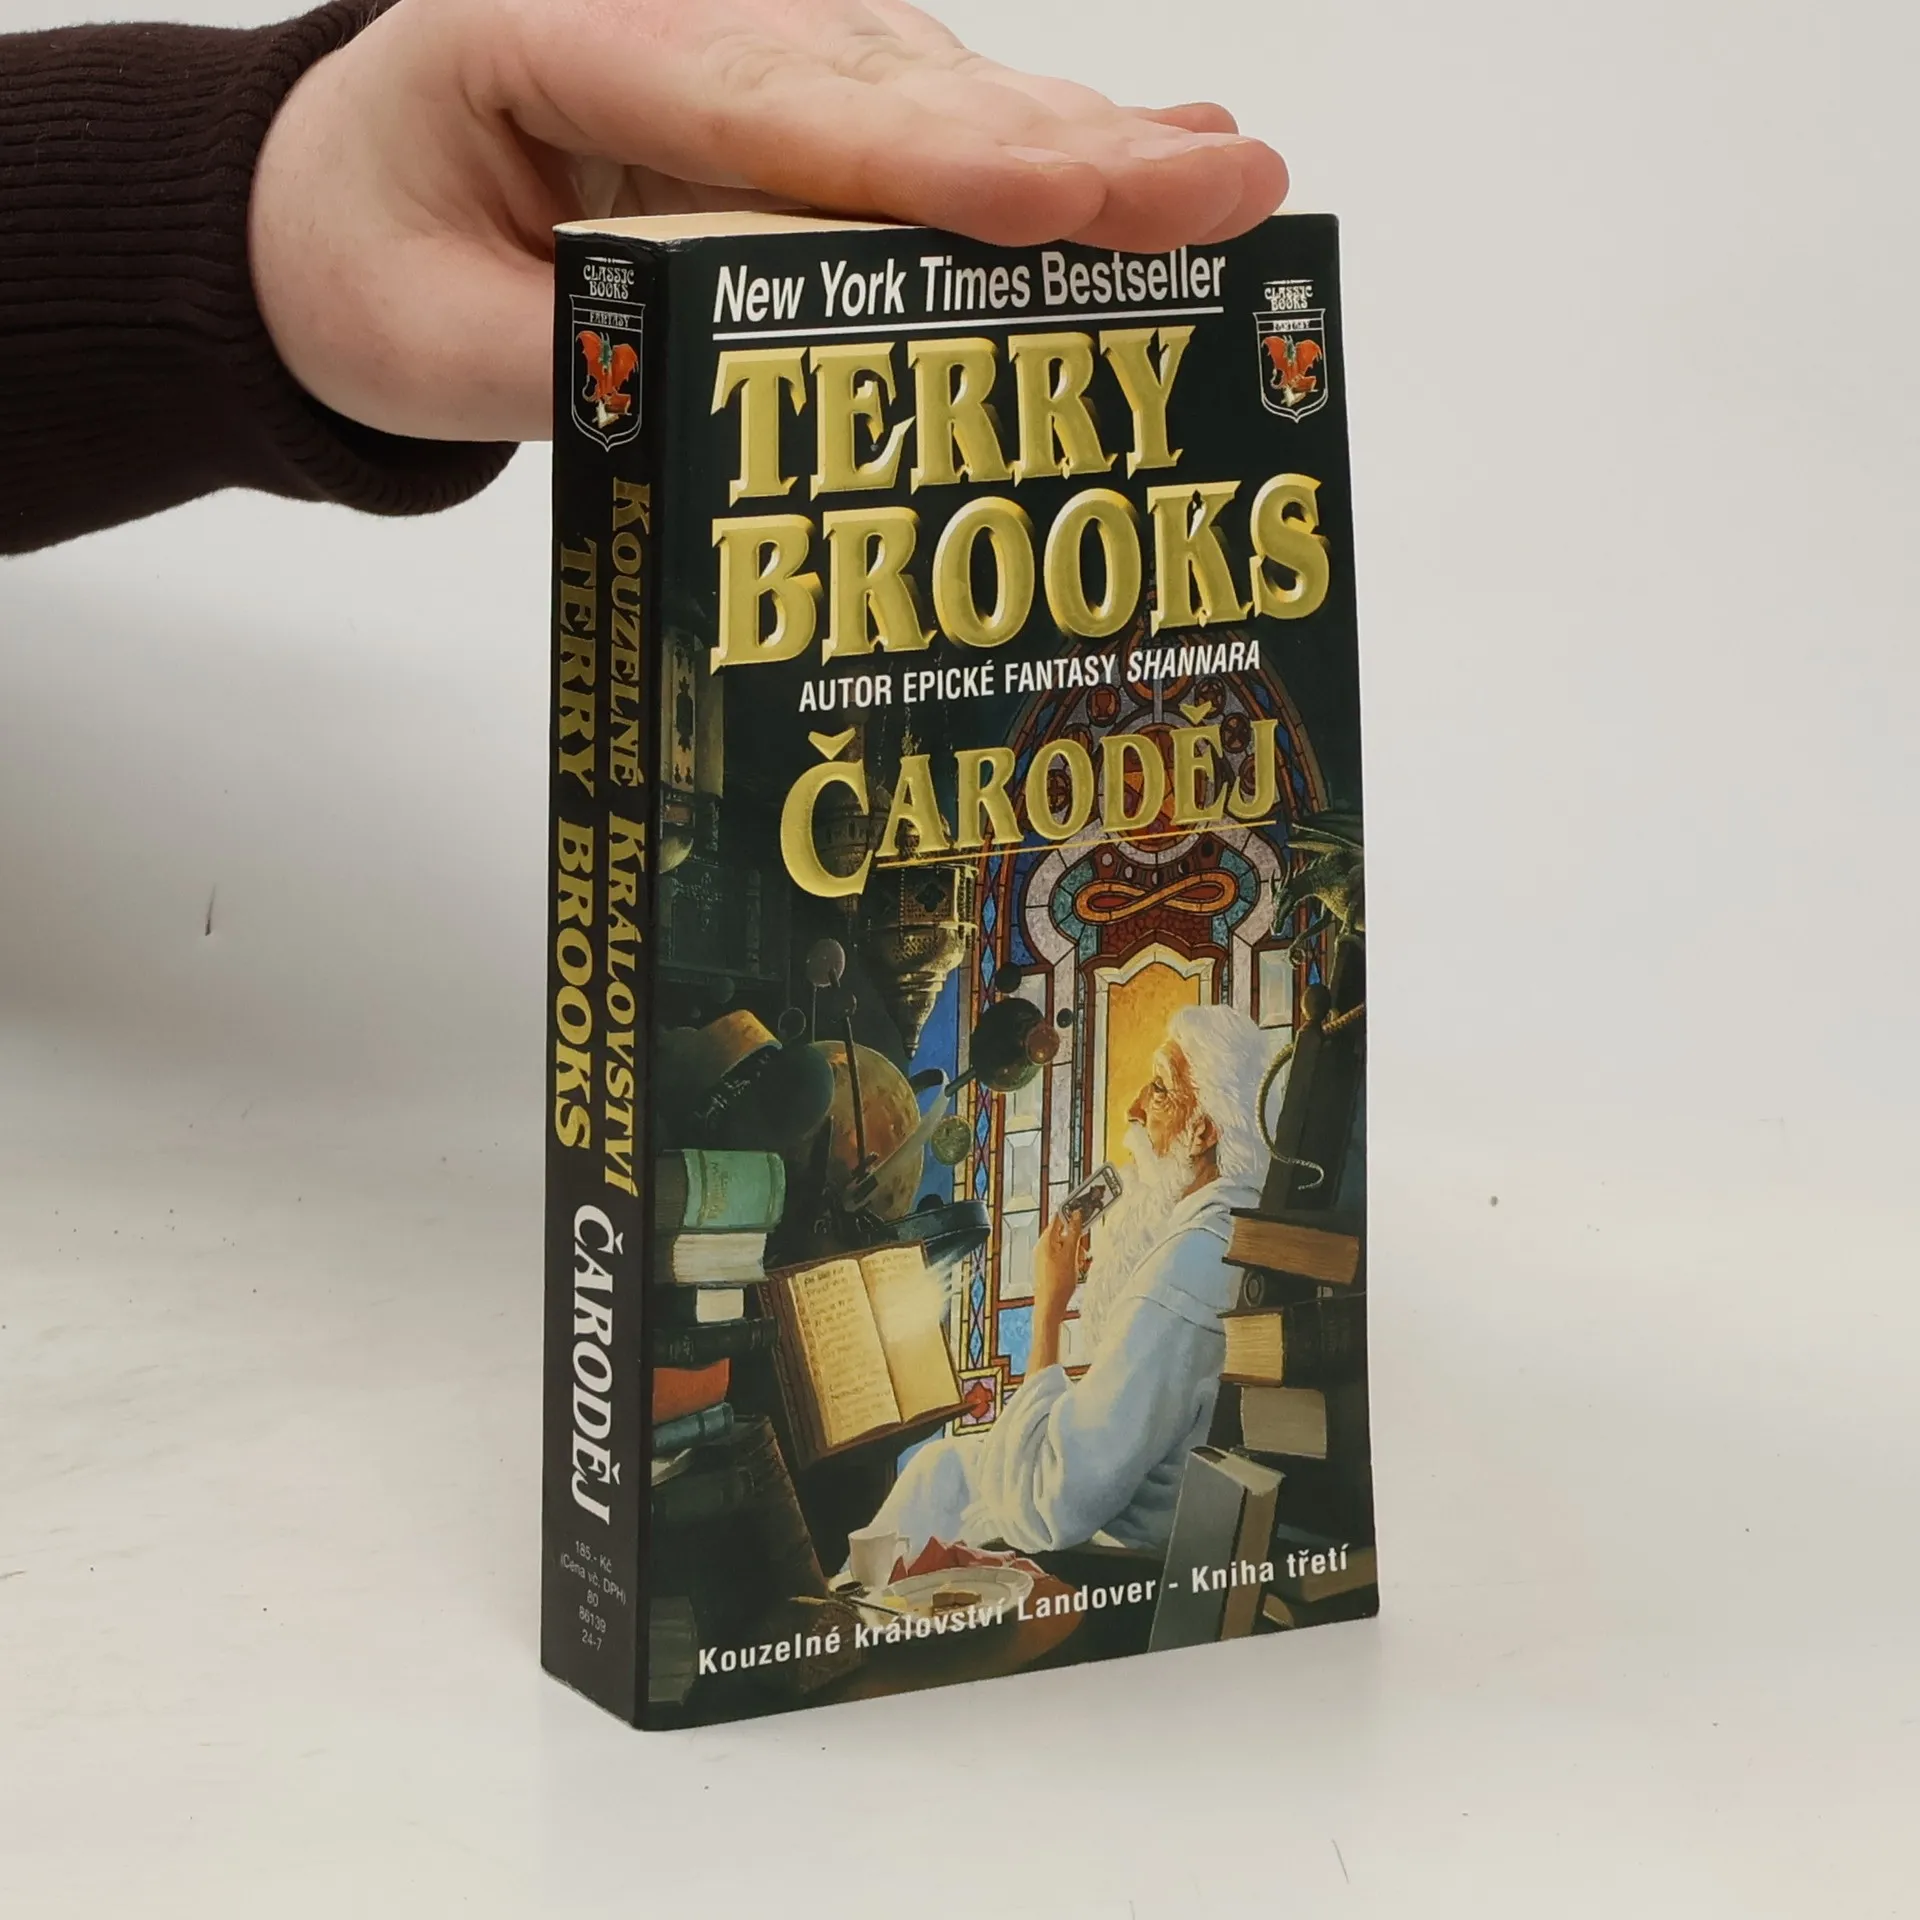 CLASSIC
BOOKS
FANTASY
KOUZELNÉ KRÁLOVSTVÍ
TERRY BROOKS
ČARODĚJ
185,- Kč
(Cena vč. DPH)
80
86139
24-7
New York Times Bestseller
CLASSIC
BOOKS
FANTASY
TERRY
BROOKS
AUTOR EPICKÉ FANTASY SHANNARA
ČARODĚJ
Kouzelné království Landover - Kniha třetí